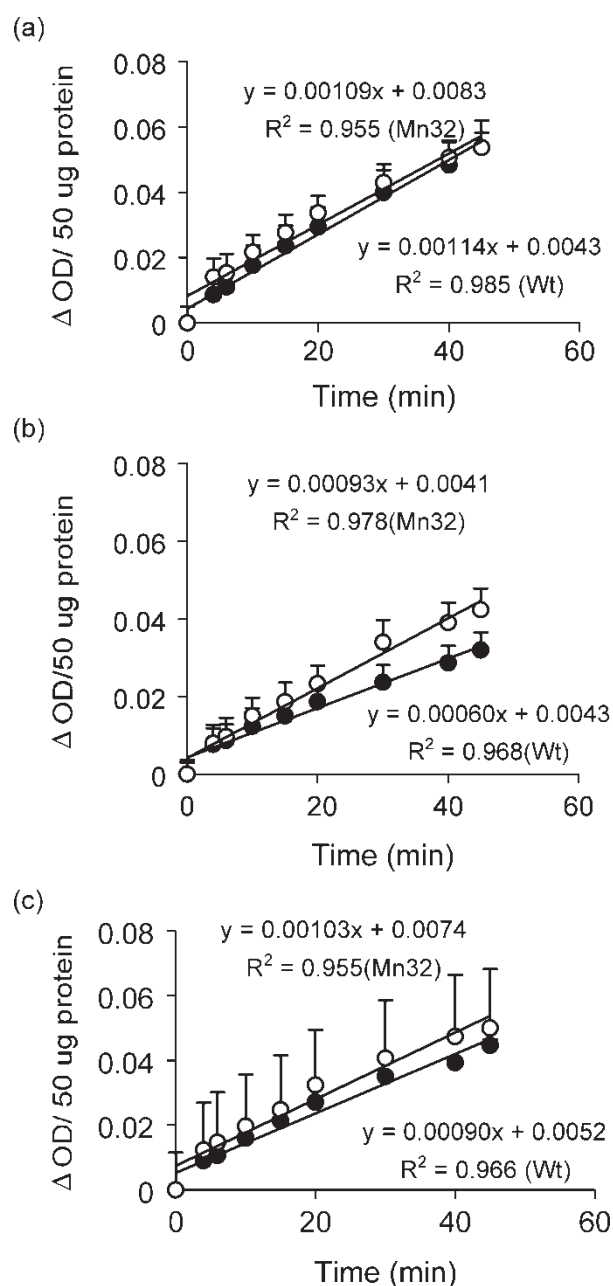 (a)
Δ OD/ 50 ug protein
0.08
0.06
0.04
0.02
0
y = 0.00109x + 0.0083
R² = 0.955 (Mn32)
y = 0.00114x + 0.0043
R² = 0.985 (Wt)
0 20 40 60
Time (min)
(b)
Δ OD/50 ug protein
0.08
0.06
0.04
0.02
0
y = 0.00093x + 0.0041
R² = 0.978(Mn32)
y = 0.00060x + 0.0043
R² = 0.968(Wt)
0 20 40 60
Time (min)
(c)
Δ OD/ 50 ug protein
0.08
0.06
0.04
0.02
0
y = 0.00103x + 0.0074
R² = 0.955(Mn32)
y = 0.00090x + 0.0052
R² = 0.966 (Wt)
0 20 40 60
Time (min)